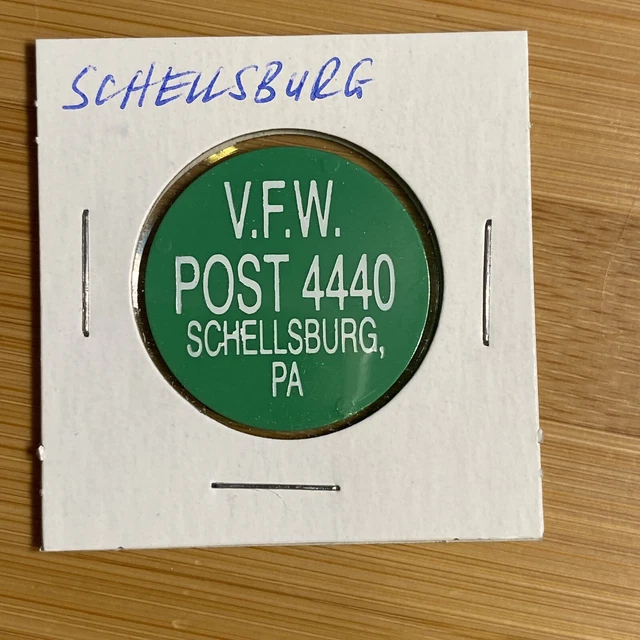 SCHELLSBURG
V.F.W.
POST 4440
SCHELLSBURG,
PA